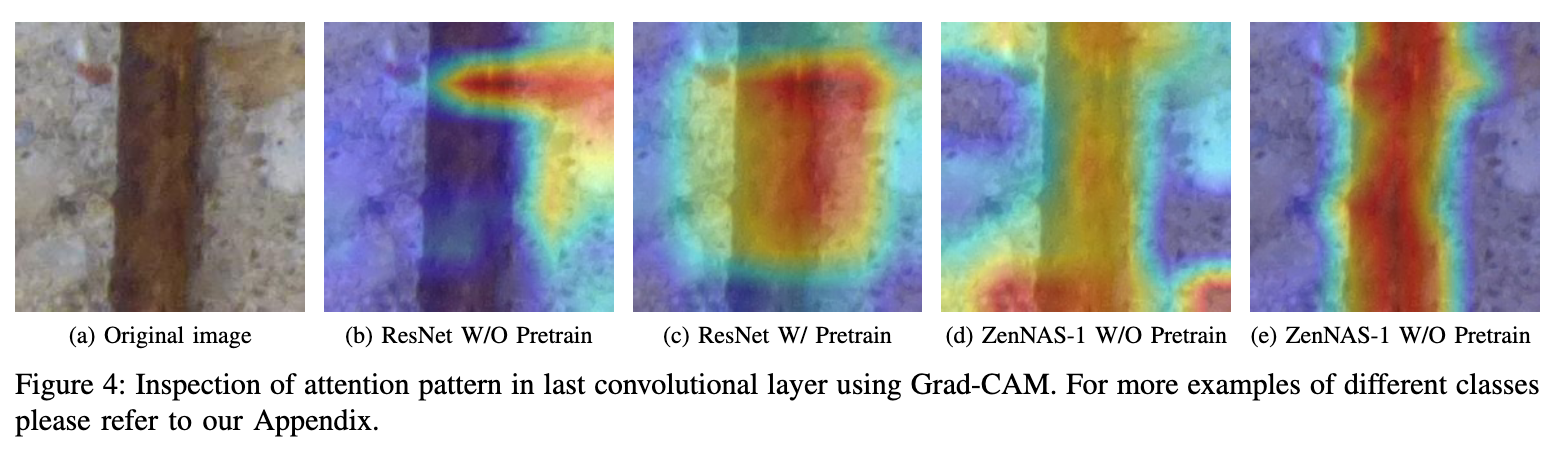 (a) Original image
(b) ResNet W/O Pretrain
(c) ResNet W/ Pretrain
(d) ZenNAS-1 W/O Pretrain
(e) ZenNAS-1 W/O Pretrain
Figure 4: Inspection of attention pattern in last convolutional layer using Grad-CAM. For more examples of different classes
please refer to our Appendix.